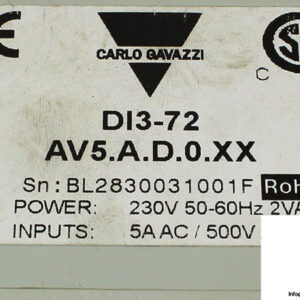 CE
CARLO GAVAZZI
C
DI3-72
AV5.A.D.0.XX
Sn: BL2830031001F RoH
POWER: 230V 50-60Hz 2VA
INPUTS: 5A AC / 500V